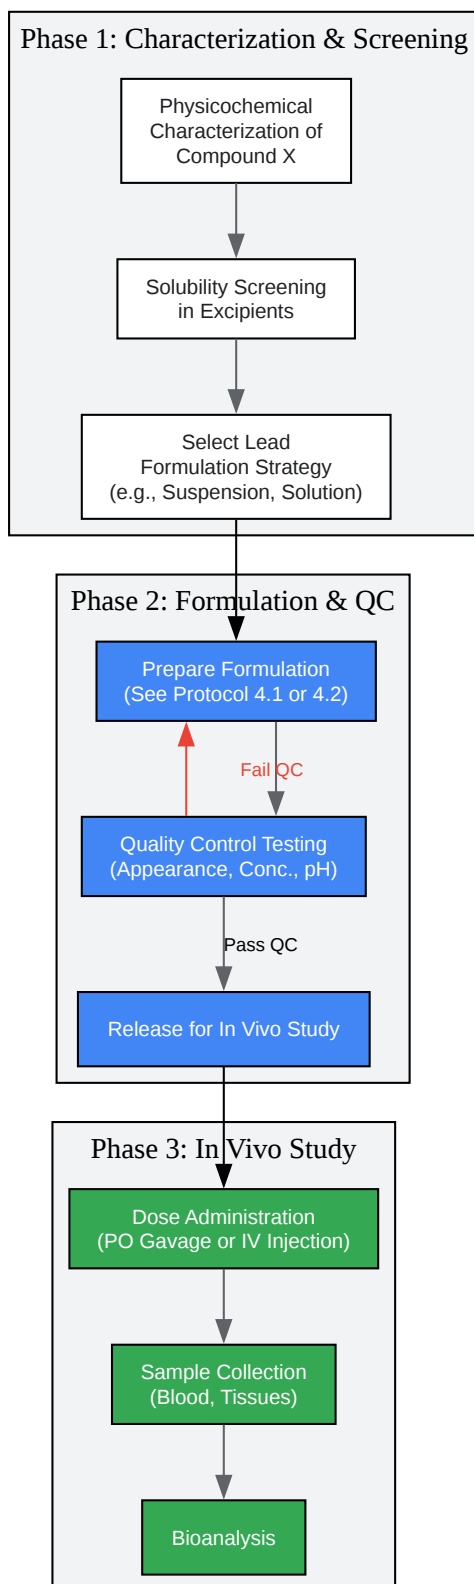 Phase 1: Characterization & Screening
Physicochemical
Characterization of
Compound X
Solubility Screening
in Excipients
Select Lead
Formulation Strategy
(e.g., Suspension, Solution)
Phase 2: Formulation & QC
Prepare Formulation
(See Protocol 4.1 or 4.2)
Fail QC
Quality Control Testing
(Appearance, Conc., pH)
Pass QC
Release for In Vivo Study
Phase 3: In Vivo Study
Dose Administration
(PO Gavage or IV Injection)
Sample Collection
(Blood, Tissues)
Bioanalysis